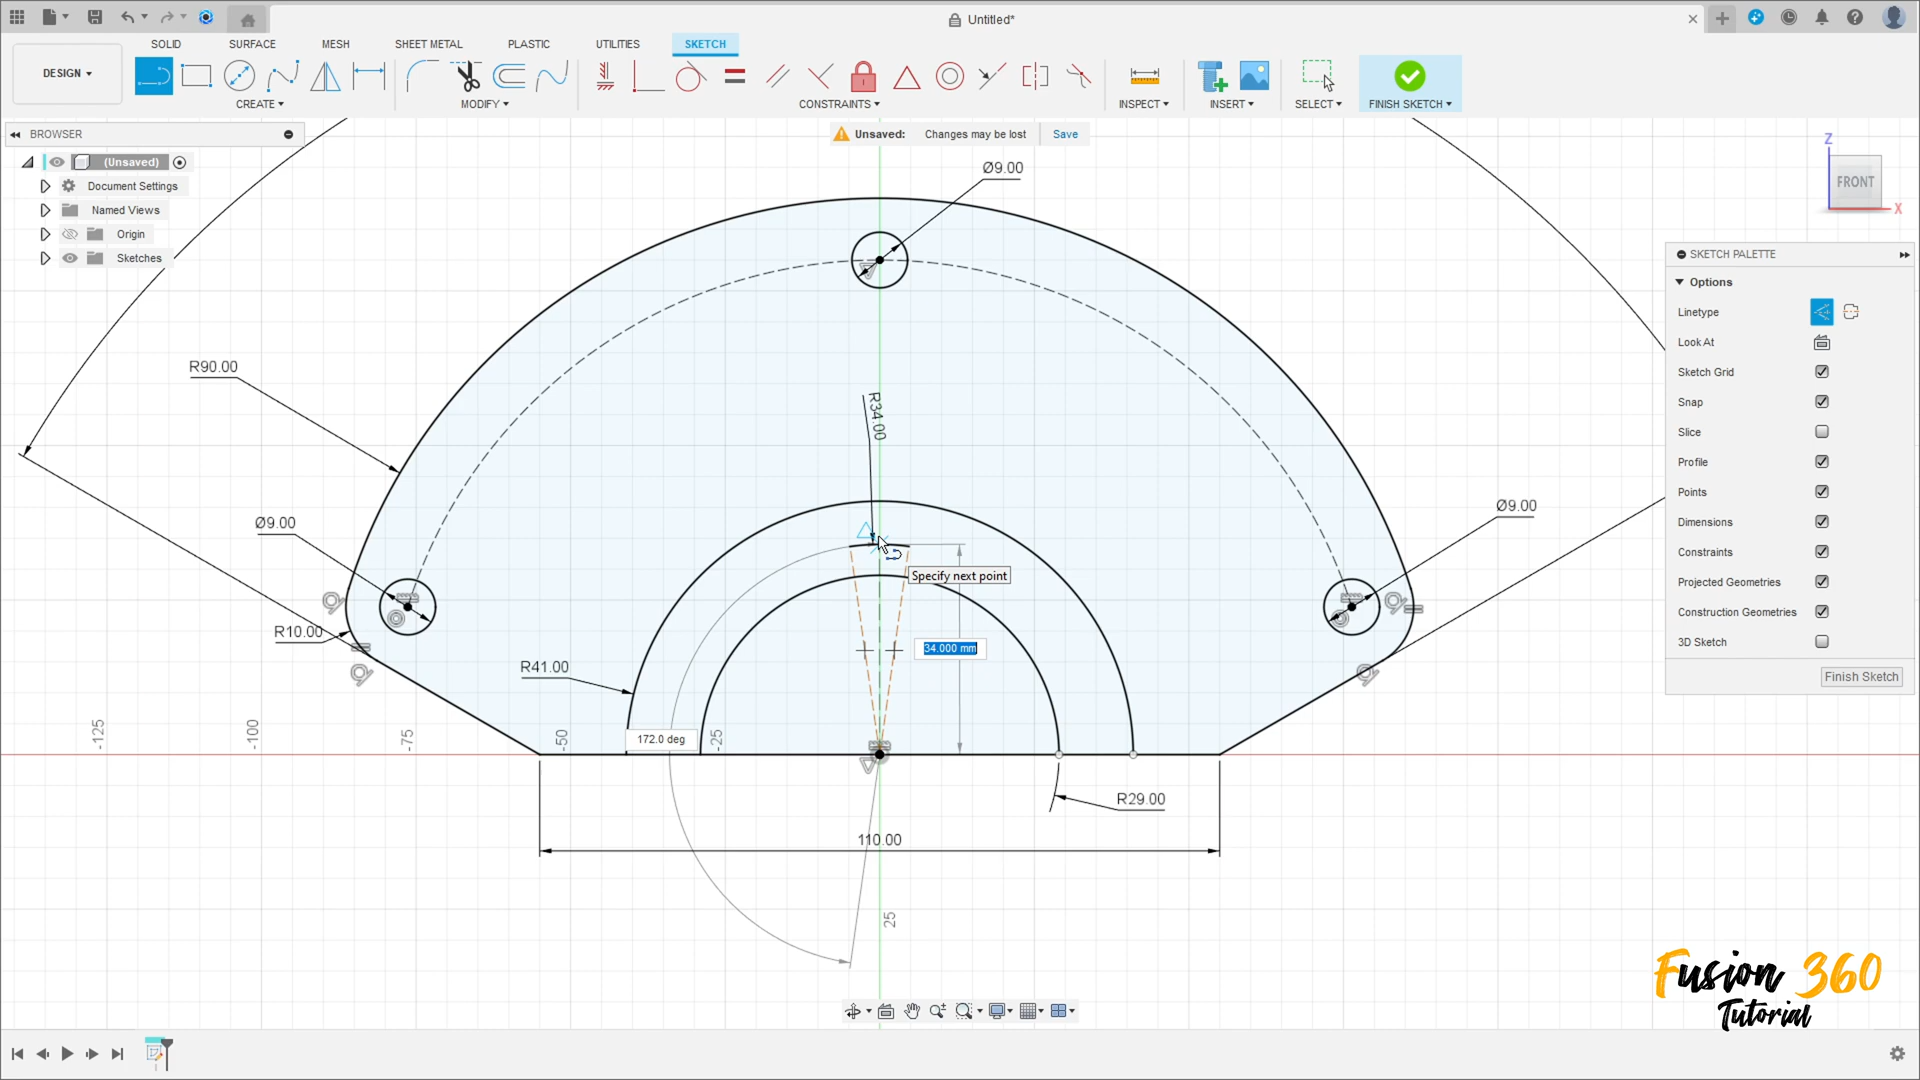 Untitled*
SOLID
SURFACE
MESH
SHEET METAL
PLASTIC
UTILITIES
SKETCH
DESIGN
CREATE
MODIFY
CONSTRAINTS
INSPECT
INSERT
SELECT
FINISH SKETCH
BROWSER
Unsaved: Changes may be lost Save
(Unsaved)
Document Settings
Named Views
Origin
Sketches
Z
FRONT
X
SKETCH PALETTE
Options
Linetype
Look At
Sketch Grid
Snap
Slice
Profile
Points
Dimensions
Constraints
Projected Geometries
Construction Geometries
3D Sketch
Finish Sketch
Ø9.00
R90.00
R34.00
Ø9.00
Ø9.00
Specify next point
R10.00
R41.00
34.000 mm
172.0 deg
-125
-100
-75
-50
-25
R29.00
110.00
25
Fusion 360
Tutorial